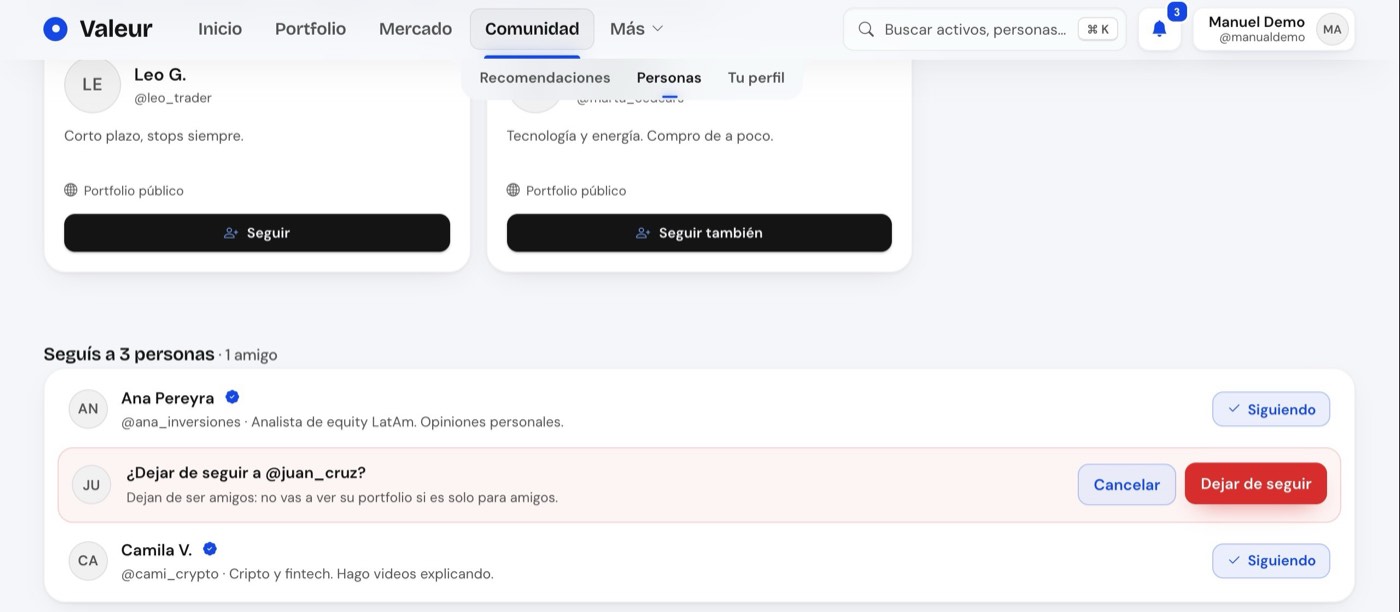 Valeur
Inicio
Portfolio
Mercado
Comunidad
Más
Buscar activos, personas...
⌘ K
3
Manuel Demo
@manualdemo
MA
Recomendaciones
Personas
Tu perfil
LE
Leo G.
@leo_trader
Corto plazo, stops siempre.
Portfolio público
Seguir
Tecnología y energía. Compro de a poco.
Portfolio público
Seguir también
Seguís a 3 personas · 1 amigo
AN
Ana Pereyra
@ana_inversiones · Analista de equity LatAm. Opiniones personales.
Siguiendo
JU
¿Dejar de seguir a @juan_cruz?
Dejan de ser amigos: no vas a ver su portfolio si es solo para amigos.
Cancelar
Dejar de seguir
CA
Camila V.
@cami_crypto · Cripto y fintech. Hago videos explicando.
Siguiendo